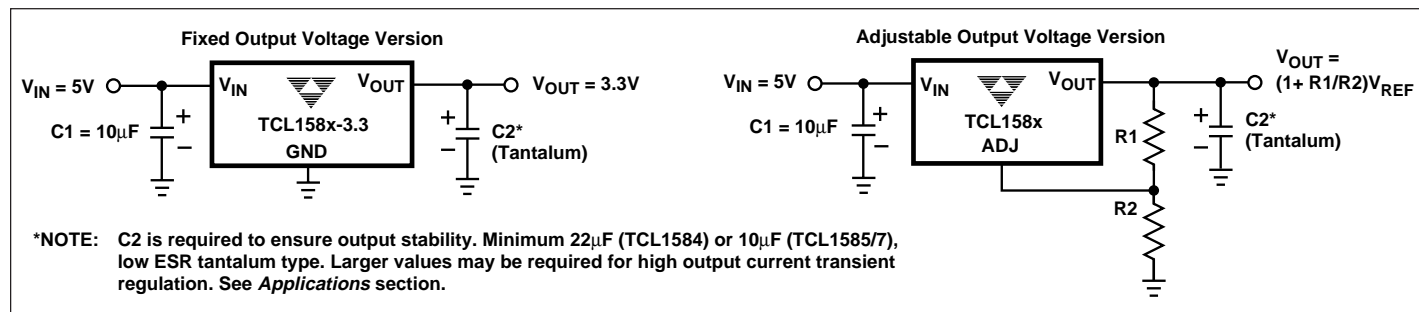 Fixed Output Voltage Version
V_IN = 5V
V_IN
V_OUT
V_OUT = 3.3V
C1 = 10µF
+
–
TCL158x-3.3
GND
+
–
C2*
(Tantalum)
Adjustable Output Voltage Version
V_IN = 5V
V_IN
V_OUT
V_OUT =
(1+ R1/R2)V_REF
C1 = 10µF
+
–
TCL158x
ADJ
R1
+
–
C2*
(Tantalum)
R2
*NOTE: C2 is required to ensure output stability. Minimum 22µF (TCL1584) or 10µF (TCL1585/7),
low ESR tantalum type. Larger values may be required for high output current transient
regulation. See Applications section.